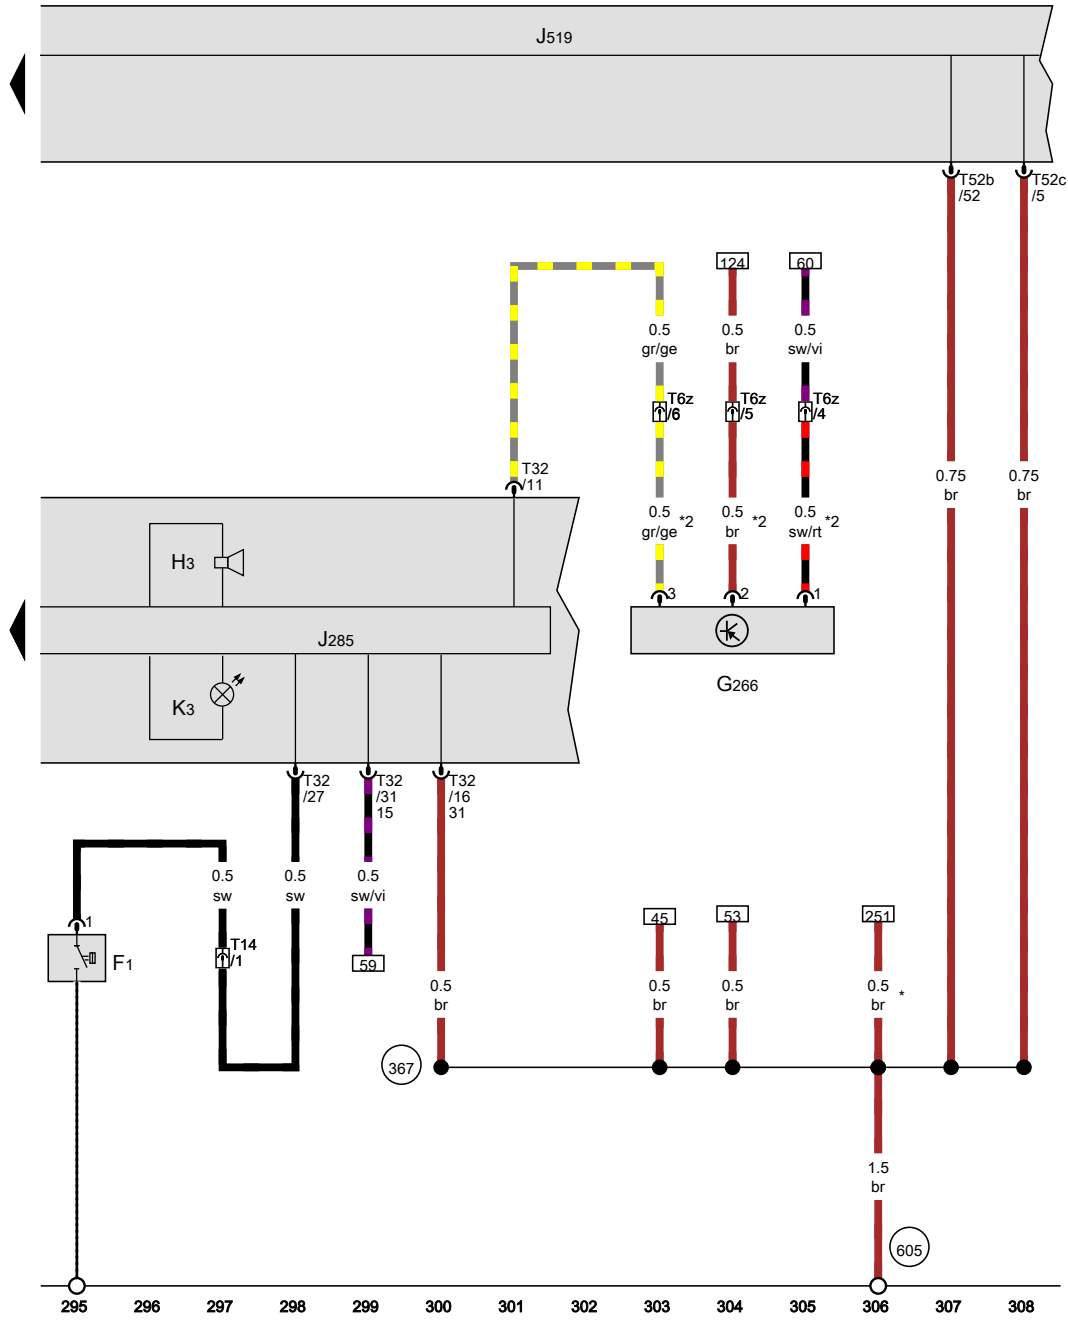 J519
T52b
/52
T52c
/5
124
60
0.5
gr/ge
0.5
br
0.5
sw/vi
T6z
/6
T6z
/5
T6z
/4
T32
/11
0.75
br
0.75
br
0.5
gr/ge *2
0.5
br *2
0.5
sw/rt *2
H3
3
2
1
J285
G266
K3
T32
/27
T32
/31
15
T32
/16
31
0.5
sw
0.5
sw
0.5
sw/vi
1
45
53
251
T14
/1
F1
59
0.5
br
0.5
br
0.5
br
0.5
br *
367
1.5
br
605
295 296 297 298 299 300 301 302 303 304 305 306 307 308